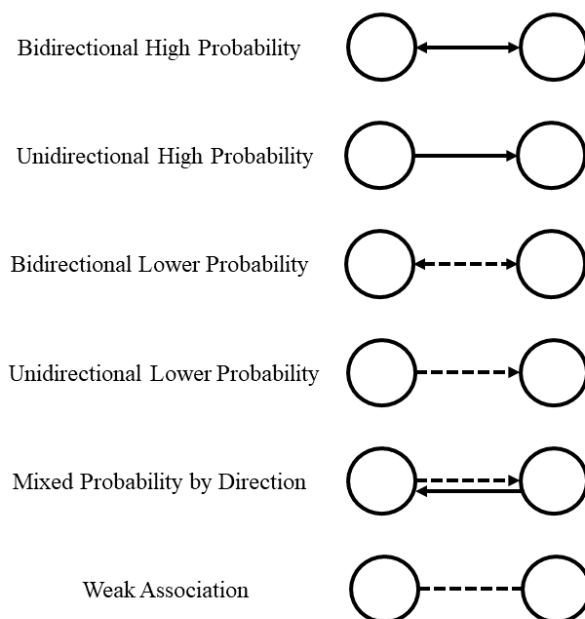 Bidirectional High Probability
Unidirectional High Probability
Bidirectional Lower Probability
Unidirectional Lower Probability
Mixed Probability by Direction
Weak Association